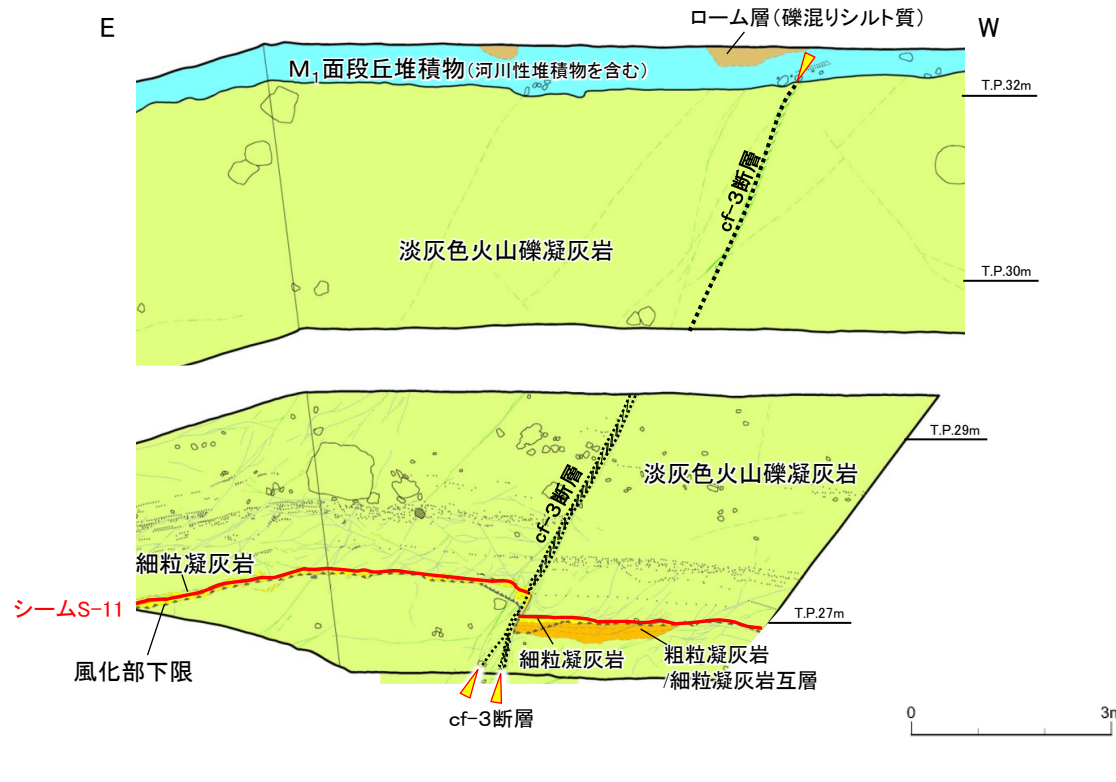 E
ローム層(礫混りシルト質)
W
M₁面段丘堆積物(河川性堆積物を含む)
T.P.32m
cf-3断層
淡灰色火山礫凝灰岩
T.P.30m
T.P.29m
淡灰色火山礫凝灰岩
cf-3断層
細粒凝灰岩
シームS-11
T.P.27m
風化部下限
細粒凝灰岩
粗粒凝灰岩
/細粒凝灰岩互層
cf-3断層
0
3m